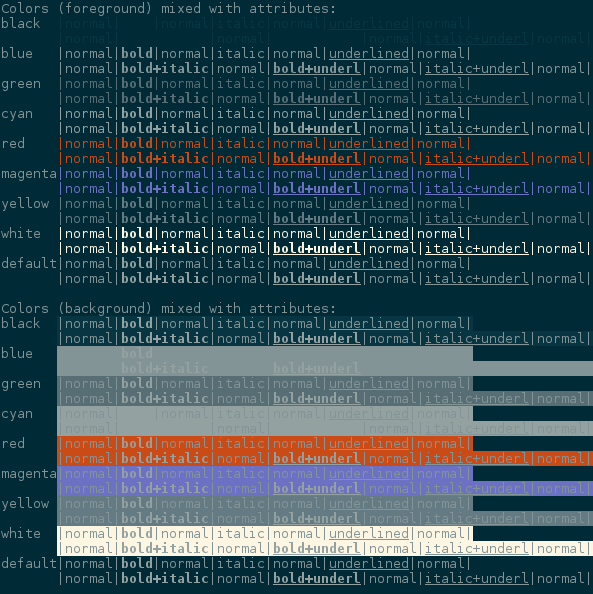 Colors (foreground) mixed with attributes:
black |normal| |normal|italic|normal|underlined|normal|
|normal| |normal| |normal|italic+underl|normal|
blue |normal|bold|normal|italic|normal|underlined|normal|
|normal|bold+italic|normal|bold+underl|normal|italic+underl|normal|
green |normal|bold|normal|italic|normal|underlined|normal|
|normal|bold+italic|normal|bold+underl|normal|italic+underl|normal|
cyan |normal|bold|normal|italic|normal|underlined|normal|
|normal|bold+italic|normal|bold+underl|normal|italic+underl|normal|
red |normal|bold|normal|italic|normal|underlined|normal|
|normal|bold+italic|normal|bold+underl|normal|italic+underl|normal|
magenta|normal|bold|normal|italic|normal|underlined|normal|
|normal|bold+italic|normal|bold+underl|normal|italic+underl|normal|
yellow |normal|bold|normal|italic|normal|underlined|normal|
|normal|bold+italic|normal|bold+underl|normal|italic+underl|normal|
white |normal|bold|normal|italic|normal|underlined|normal|
|normal|bold+italic|normal|bold+underl|normal|italic+underl|normal|
default|normal|bold|normal|italic|normal|underlined|normal|
|normal|bold+italic|normal|bold+underl|normal|italic+underl|normal|
Colors (background) mixed with attributes:
black |normal|bold|normal|italic|normal|underlined|normal|
|normal|bold+italic|normal|bold+underl|normal|italic+underl|normal|
blue bold
bold+italic bold+underl
green |normal|bold|normal|italic|normal|underlined|normal|
|normal|bold+italic|normal|bold+underl|normal|italic+underl|normal|
cyan |normal| |normal|italic|normal|underlined|normal|
|normal| |normal| |normal|italic+underl|normal|
red |normal|bold|normal|italic|normal|underlined|normal|
|normal|bold+italic|normal|bold+underl|normal|italic+underl|normal|
magenta|normal|bold|normal|italic|normal|underlined|normal|
|normal|bold+italic|normal|bold+underl|normal|italic+underl|normal|
yellow |normal|bold|normal|italic|normal|underlined|normal|
|normal|bold+italic|normal|bold+underl|normal|italic+underl|normal|
white |normal|bold|normal|italic|normal|underlined|normal|
|normal|bold+italic|normal|bold+underl|normal|italic+underl|normal|
default|normal|bold|normal|italic|normal|underlined|normal|
|normal|bold+italic|normal|bold+underl|normal|italic+underl|normal|